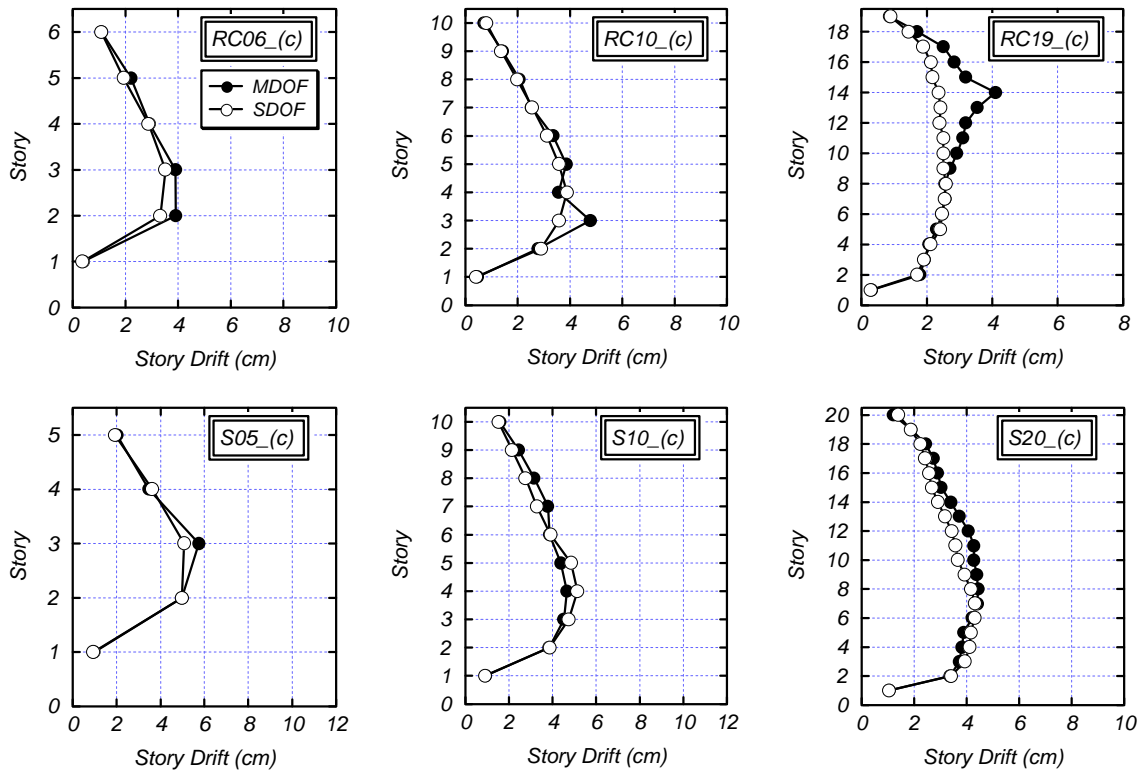 RC06_(c)
MDOF
SDOF
6
5
4
3
2
1
0
Story
0 2 4 6 8 10
Story Drift (cm)
RC10_(c)
10
9
8
7
6
5
4
3
2
1
0
Story
0 2 4 6 8 10
Story Drift (cm)
RC19_(c)
18
16
14
12
10
8
6
4
2
0
Story
0 2 4 6 8
Story Drift (cm)
S05_(c)
5
4
3
2
1
0
Story
0 2 4 6 8 10 12
Story Drift (cm)
S10_(c)
10
9
8
7
6
5
4
3
2
1
0
Story
0 2 4 6 8 10 12
Story Drift (cm)
S20_(c)
20
18
16
14
12
10
8
6
4
2
0
Story
0 2 4 6 8 10
Story Drift (cm)